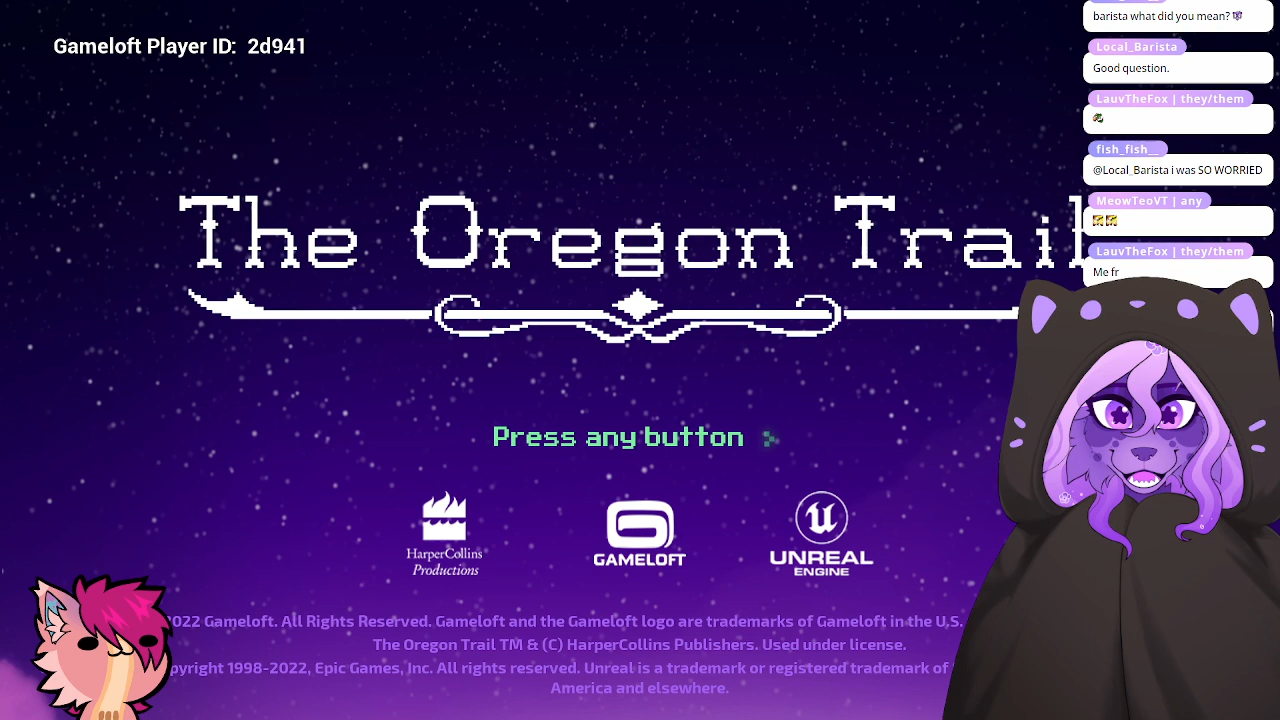 Gameloft Player ID: 2d941
The Oregon Trail
Press any button
HarperCollins
Productions
GAMELOFT
UNREAL
ENGINE
2022 Gameloft. All Rights Reserved. Gameloft and the Gameloft logo are trademarks of Gameloft in the U.S.
The Oregon Trail TM & (C) HarperCollins Publishers. Used under license.
pyright 1998-2022, Epic Games, Inc. All rights reserved. Unreal is a trademark or registered trademark of
America and elsewhere.
barista what did you mean?
Local_Barista
Good question.
LauvTheFox | they/them
fish_fish__
@Local_Barista i was SO WORRIED
MeowTeoVT | any
LauvTheFox | they/them
Me fr